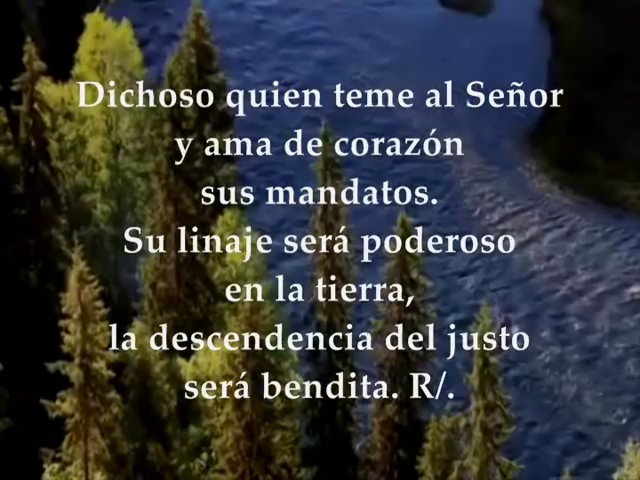 Dichoso quien teme al Señor
y ama de corazón
sus mandatos.
Su linaje será poderoso
en la tierra,
la descendencia del justo
será bendita. R/.